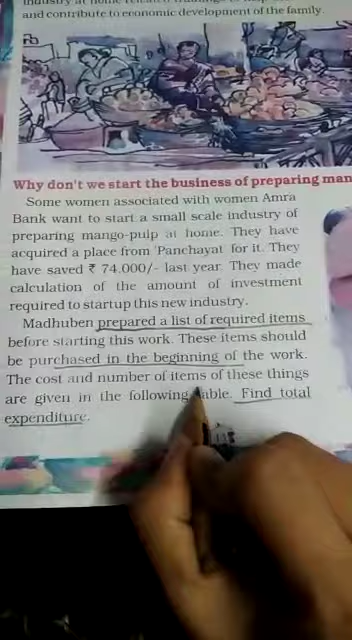 and contribute to economic development of the family
Why don't we start the business of preparing man
Some women associated with women Amra
Bank want to start a small scale industry of
preparing mango-pulp at home. They have
acquired a place from 'Panchayat' for it. They
have saved ₹ 74,000/- last year. They made
calculation of the amount of investment
required to startup this new industry.
Madhuben prepared a list of required items
before starting this work. These items should
be purchased in the beginning of the work.
The cost and number of items of these things
are given in the following table. Find total
expenditure.